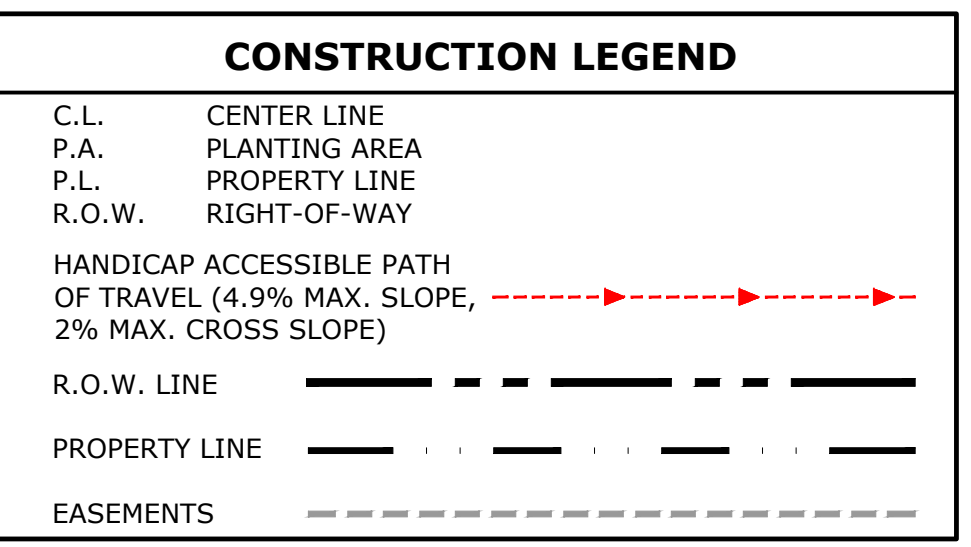 CONSTRUCTION LEGEND
C.L. CENTER LINE
P.A. PLANTING AREA
P.L. PROPERTY LINE
R.O.W. RIGHT-OF-WAY
HANDICAP ACCESSIBLE PATH
OF TRAVEL (4.9% MAX. SLOPE,
2% MAX. CROSS SLOPE)
R.O.W. LINE
PROPERTY LINE
EASEMENTS